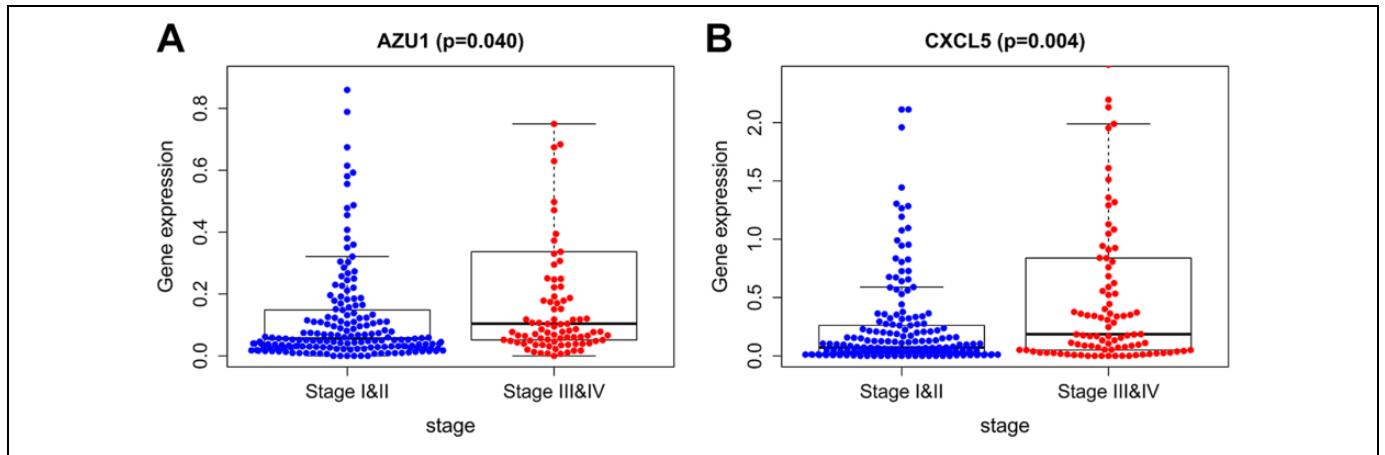 A
AZU1 (p=0.040)
Gene expression
0.8
0.6
0.4
0.2
0.0
Stage I&II
Stage III&IV
stage
B
CXCL5 (p=0.004)
Gene expression
2.0
1.5
1.0
0.5
0.0
Stage I&II
Stage III&IV
stage